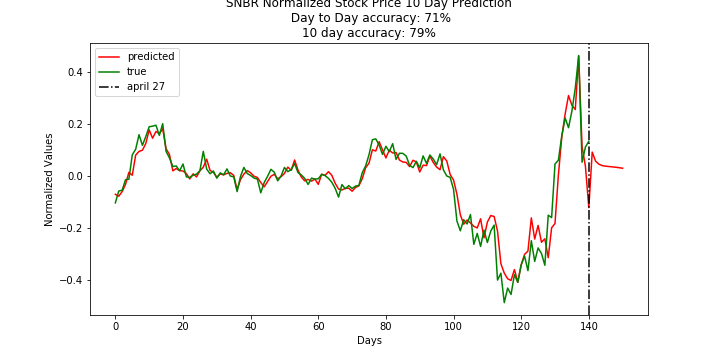 SNBR Normalized Stock Price 10 Day Prediction
Day to Day accuracy: 71%
10 day accuracy: 79%
predicted
true
april 27
Normalized Values
0.4
0.2
0.0
−0.2
−0.4
0 20 40 60 80 100 120 140
Days